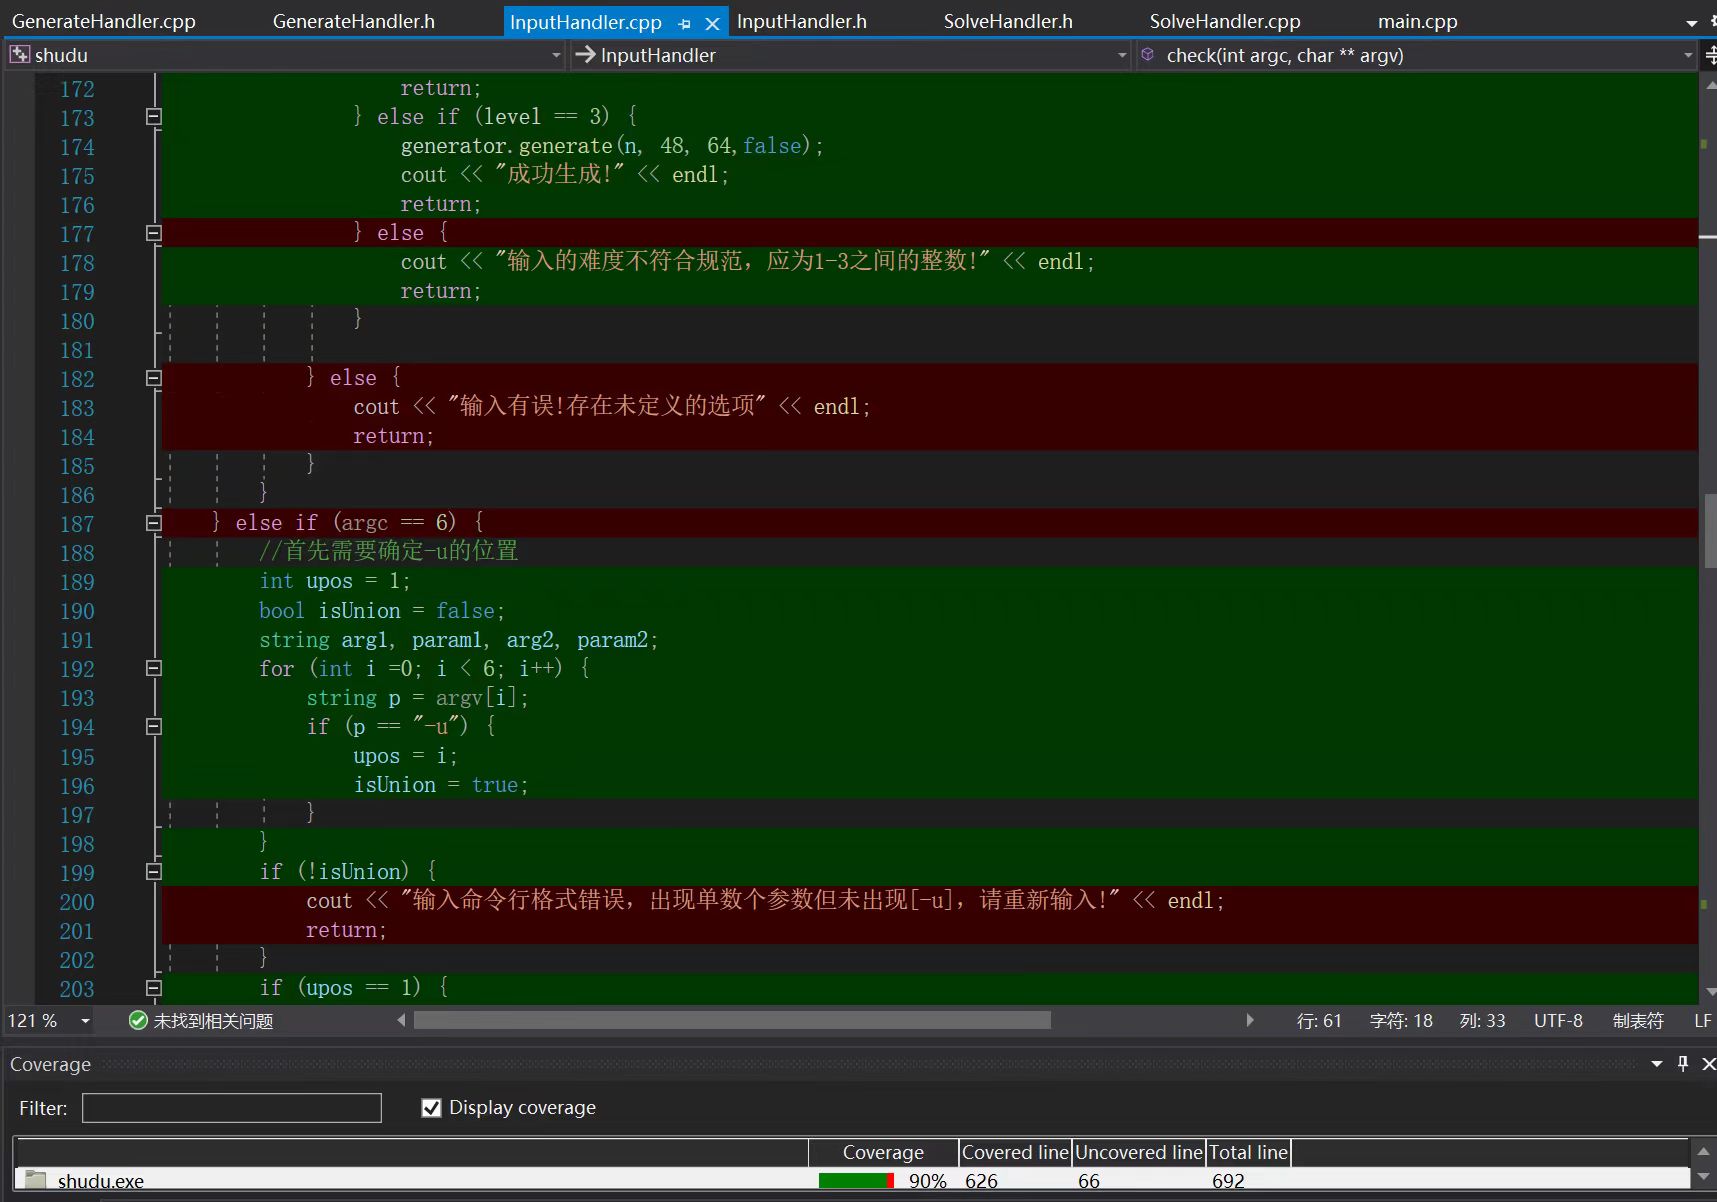 GenerateHandler.cpp GenerateHandler.h InputHandler.cpp InputHandler.h SolveHandler.h SolveHandler.cpp main.cpp
shudu InputHandler check(int argc, char ** argv)
172 return;
173 } else if (level == 3) {
174 generator.generate(n, 48, 64,false);
175 cout << "成功生成!" << endl;
176 return;
177 } else {
178 cout << "输入的难度不符合规范，应为1-3之间的整数!" << endl;
179 return;
180 }
181
182 } else {
183 cout << "输入有误!存在未定义的选项" << endl;
184 return;
185 }
186 }
187 } else if (argc == 6) {
188 //首先需要确定-u的位置
189 int upos = 1;
190 bool isUnion = false;
191 string arg1, param1, arg2, param2;
192 for (int i =0; i < 6; i++) {
193 string p = argv[i];
194 if (p == "-u") {
195 upos = i;
196 isUnion = true;
197 }
198 }
199 if (!isUnion) {
200 cout << "输入命令行格式错误，出现单数个参数但未出现[-u]，请重新输入!" << endl;
201 return;
202 }
203 if (upos == 1) {
121 % 未找到相关问题 行: 61 字符: 18 列: 33 UTF-8 制表符 LF
Coverage
Filter: Display coverage
Coverage Covered line Uncovered line Total line
shudu.exe 90% 626 66 692